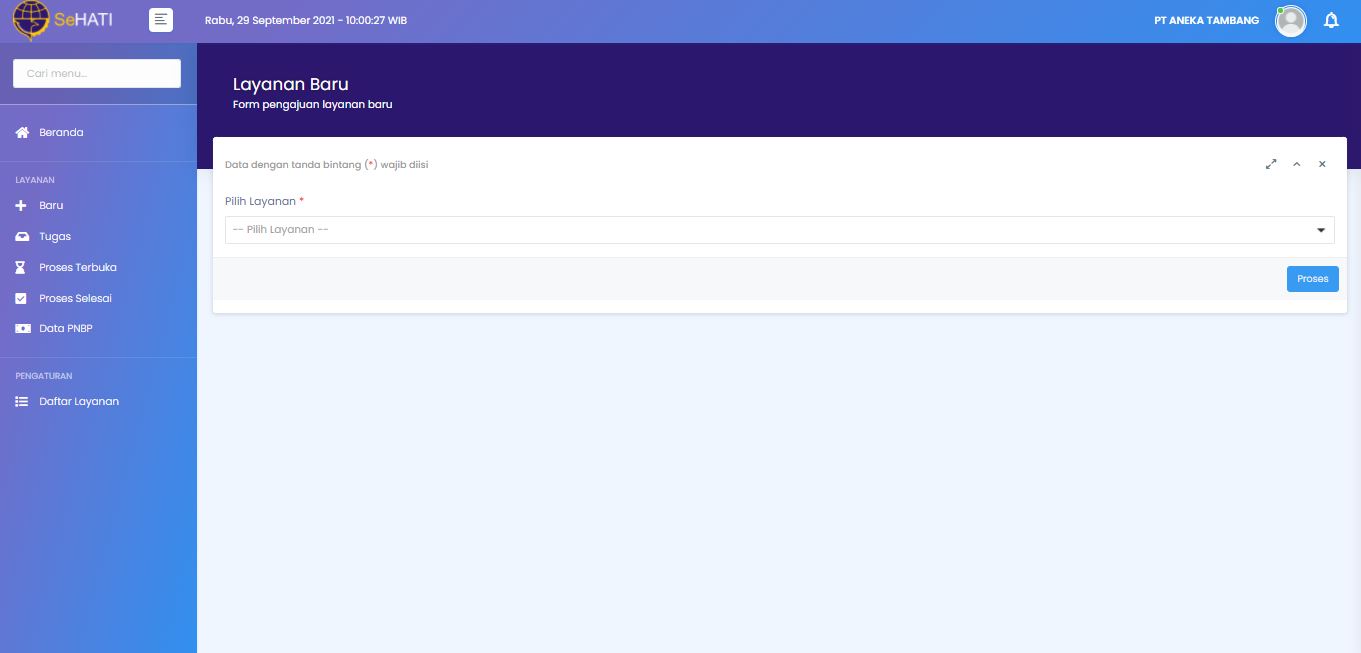 SeHATI
Rabu, 29 September 2021 - 10:00:27 WIB
PT ANEKA TAMBANG
Cari menu...
Beranda
LAYANAN
Baru
Tugas
Proses Terbuka
Proses Selesai
Data PNBP
PENGATURAN
Daftar Layanan
Layanan Baru
Form pengajuan layanan baru
Data dengan tanda bintang (*) wajib diisi
Pilih Layanan *
-- Pilih Layanan --
Proses